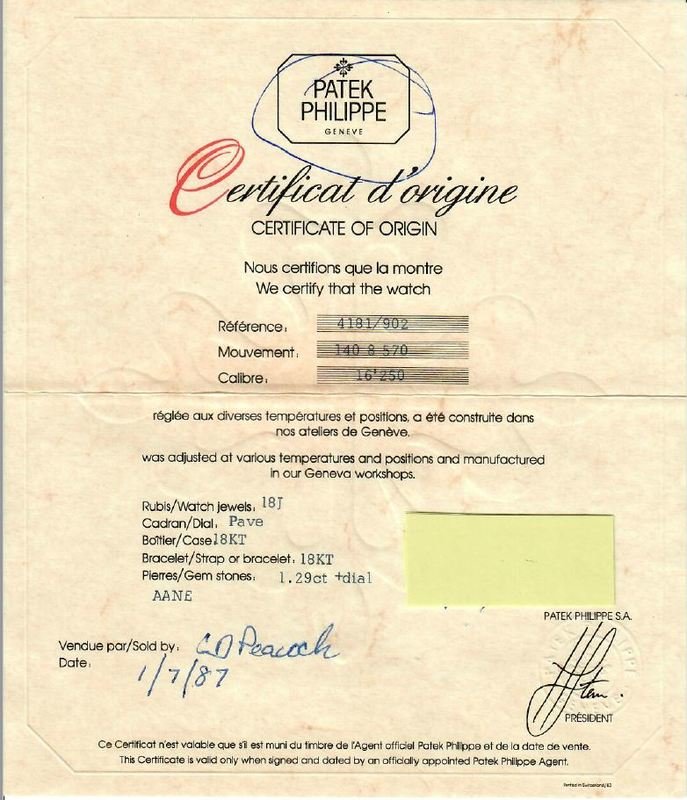 PATEK
PHILIPPE
GENEVE
Certificat d'origine
CERTIFICATE OF ORIGIN
Nous certifions que la montre
We certify that the watch
Référence: 4181/902
Mouvement: 140 8 570
Calibre: 16'250
réglée aux diverses températures et positions, a été construite dans
nos ateliers de Genève.
was adjusted at various temperatures and positions and manufactured
in our Geneva workshops.
Rubis/Watch jewels: 18J
Cadran/Dial: Pave
Boîtier/Case: 18KT
Bracelet/Strap or bracelet: 18KT
Pierres/Gem stones: 1.29ct +dial
AANE
PATEK PHILIPPE S.A.
Vendue par/Sold by: CD Peacock
Date: 1/7/87
PRÉSIDENT
Ce Certificat n'est valable que s'il est muni du timbre de l'Agent officiel Patek Philippe et de la date de vente.
This Certificate is valid only when signed and dated by an officially appointed Patek Philippe Agent.
Printed in Switzerland/83